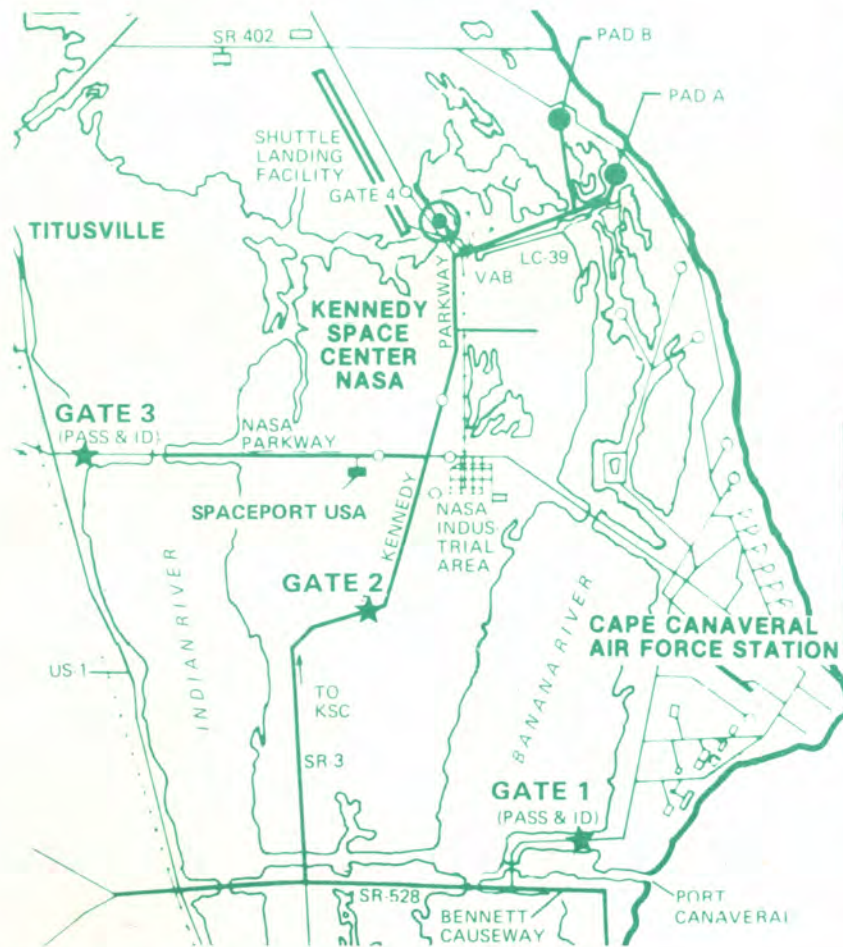 SR 402
PAD B
PAD A
SHUTTLE
LANDING
FACILITY
GATE 4
TITUSVILLE
VAB
LC-39
PARKWAY
KENNEDY
SPACE
CENTER
NASA
GATE 3
(PASS & ID)
NASA
PARKWAY
SPACEPORT USA
KENNEDY
NASA
INDUS-
TRIAL
AREA
GATE 2
INDIAN RIVER
BANANA RIVER
CAPE CANAVERAL
AIR FORCE STATION
US-1
TO
KSC
SR-3
GATE 1
(PASS & ID)
SR-528
BENNETT
CAUSEWAY
PORT
CANAVERAL